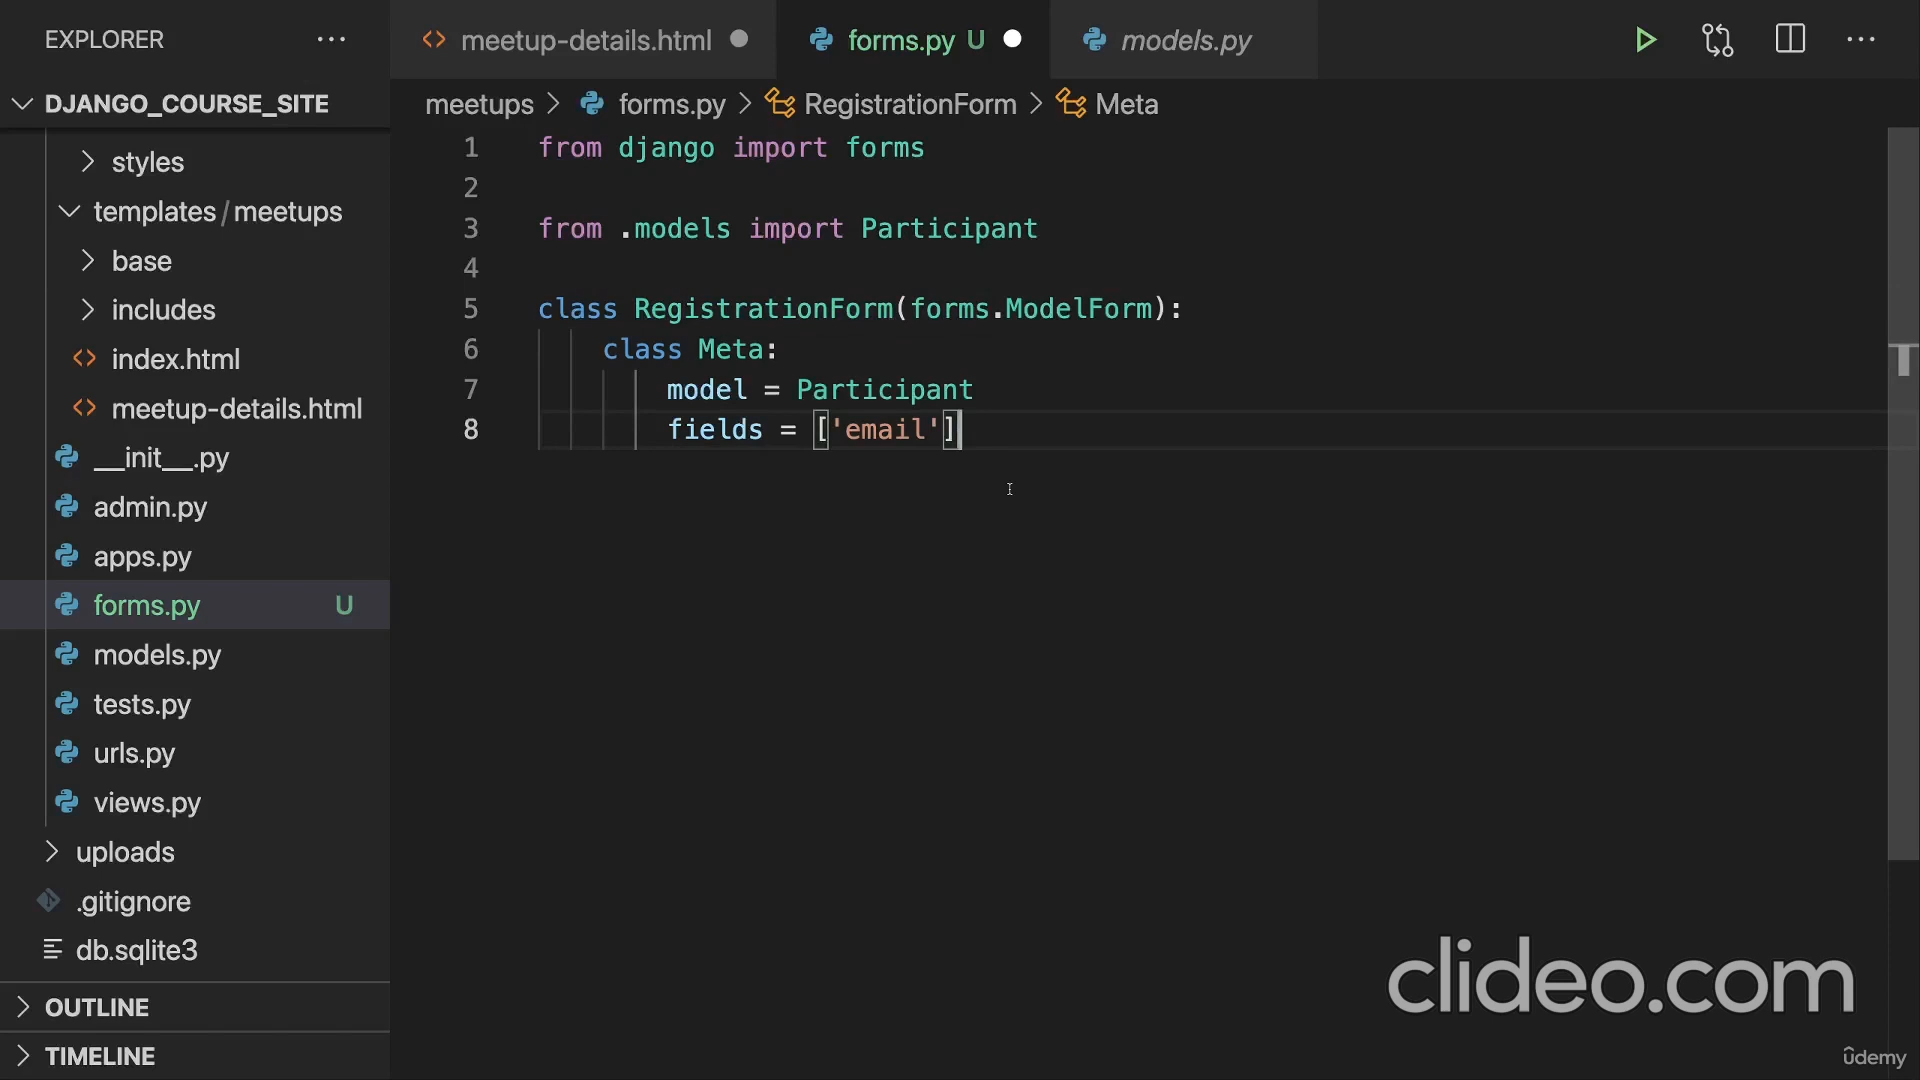 EXPLORER
DJANGO_COURSE_SITE
styles
templates/meetups
base
includes
index.html
meetup-details.html
__init__.py
admin.py
apps.py
forms.py U
models.py
tests.py
urls.py
views.py
uploads
.gitignore
db.sqlite3
OUTLINE
TIMELINE
meetup-details.html
forms.py U
models.py
meetups > forms.py > RegistrationForm > Meta
1 from django import forms
2
3 from .models import Participant
4
5 class RegistrationForm(forms.ModelForm):
6 class Meta:
7 model = Participant
8 fields = ['email']
clideo.com
ûdemy